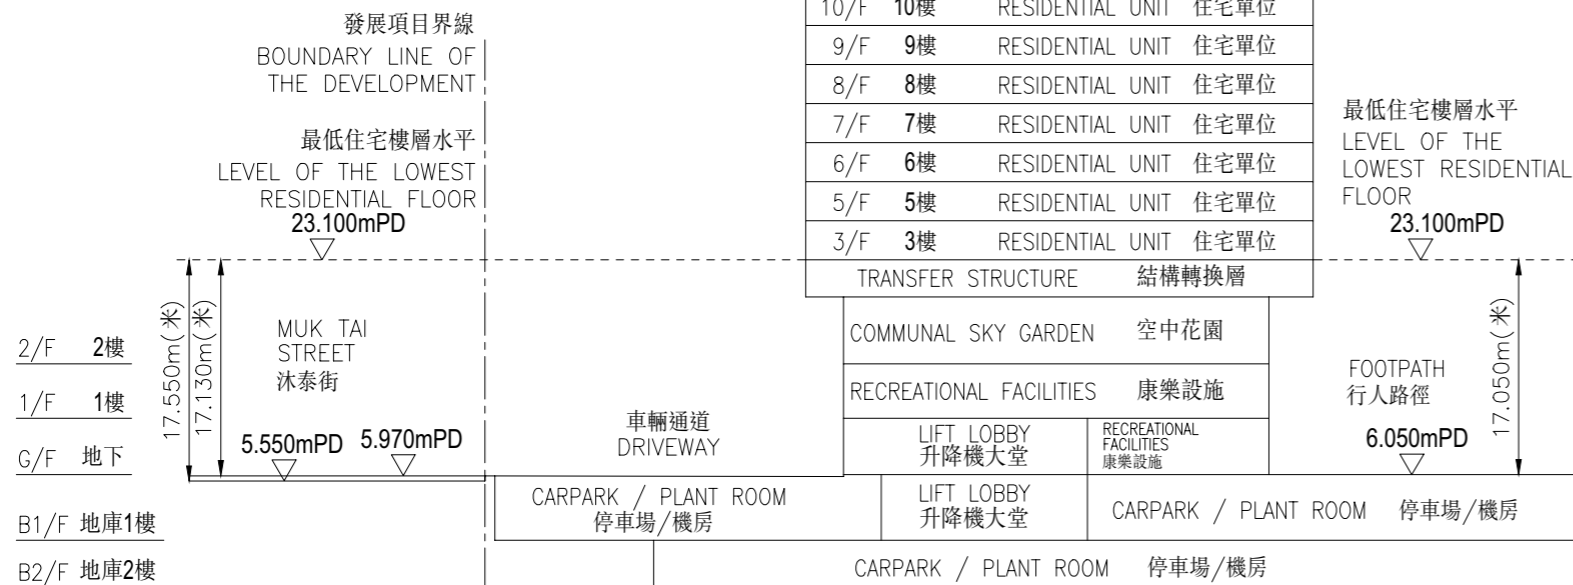 10/F 10樓 RESIDENTIAL UNIT 住宅單位
發展項目界線
BOUNDARY LINE OF
THE DEVELOPMENT
9/F 9樓 RESIDENTIAL UNIT 住宅單位
8/F 8樓 RESIDENTIAL UNIT 住宅單位
7/F 7樓 RESIDENTIAL UNIT 住宅單位
6/F 6樓 RESIDENTIAL UNIT 住宅單位
5/F 5樓 RESIDENTIAL UNIT 住宅單位
3/F 3樓 RESIDENTIAL UNIT 住宅單位
最低住宅樓層水平
LEVEL OF THE LOWEST
RESIDENTIAL FLOOR
23.100mPD
最低住宅樓層水平
LEVEL OF THE
LOWEST RESIDENTIAL
FLOOR
23.100mPD
TRANSFER STRUCTURE 結構轉換層
17.550m(米)
17.130m(米)
MUK TAI
STREET
沐泰街
5.550mPD 5.970mPD
2/F 2樓
COMMUNAL SKY GARDEN 空中花園
1/F 1樓
RECREATIONAL FACILITIES 康樂設施
G/F 地下
車輛通道
DRIVEWAY
LIFT LOBBY
升降機大堂
RECREATIONAL
FACILITIES
康樂設施
FOOTPATH
行人路徑
6.050mPD
17.050m(米)
B1/F 地庫1樓
CARPARK / PLANT ROOM
停車場/機房
LIFT LOBBY
升降機大堂
CARPARK / PLANT ROOM 停車場/機房
B2/F 地庫2樓
CARPARK / PLANT ROOM 停車場/機房